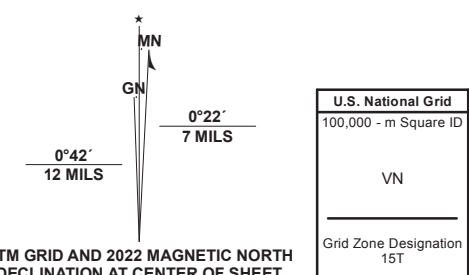 ★
MN
GN
0°22´
7 MILS
0°42´
12 MILS
TM GRID AND 2022 MAGNETIC NORTH
DECLINATION AT CENTER OF SHEET
U.S. National Grid
100,000 - m Square ID
VN
Grid Zone Designation
15T